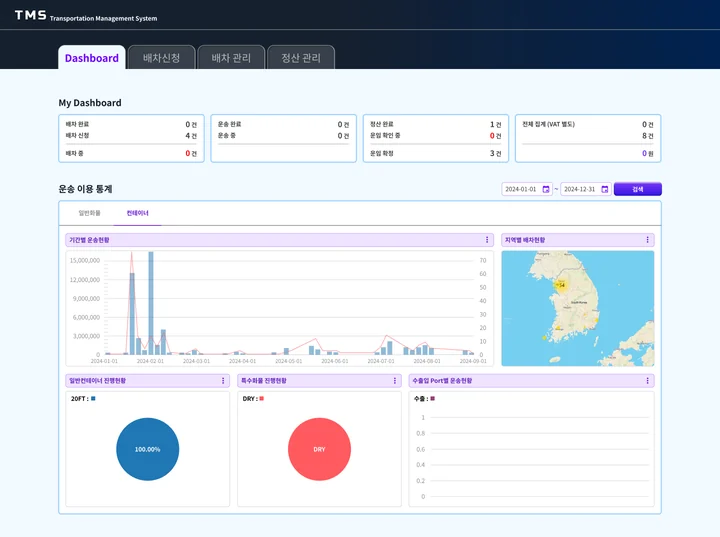 TMS Transportation Management System
Dashboard 배차신청 배차 관리 정산 관리
My Dashboard
배차 완료 0 건
배차 신청 4 건
배차 중 0 건
운송 완료 0 건
운송 중 0 건
정산 완료 1 건
운임 확인 중 0 건
운임 확정 3 건
전체 집계 (VAT 별도) 0 건
8 건
0 원
운송 이용 통계
2024-01-01 ~ 2024-12-31 검색
일반화물 컨테이너
기간별 운송현황
15,000,000
12,000,000
9,000,000
6,000,000
3,000,000
0
70
60
50
40
30
20
10
0
2024-01-01 2024-02-01 2024-03-01 2024-04-01 2024-05-01 2024-06-01 2024-07-01 2024-08-01 2024-09-01
지역별 배차현황
14
South Korea
일반컨테이너 진행현황
20FT :
100.00%
특수화물 진행현황
DRY :
DRY
수출입 Port별 운송현황
수출 :
1
0.8
0.6
0.4
0.2
0